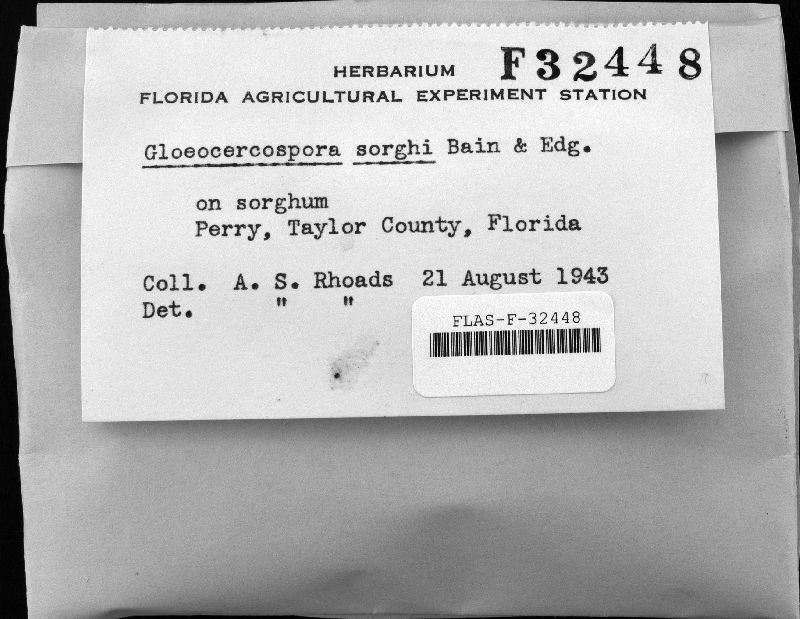 HERBARIUM F32448
FLORIDA AGRICULTURAL EXPERIMENT STATION
Gloeocercospora sorghi Bain & Edg.
on sorghum
Perry, Taylor County, Florida
Coll. A. S. Rhoads 21 August 1943
Det. " "
FLAS-F-32448